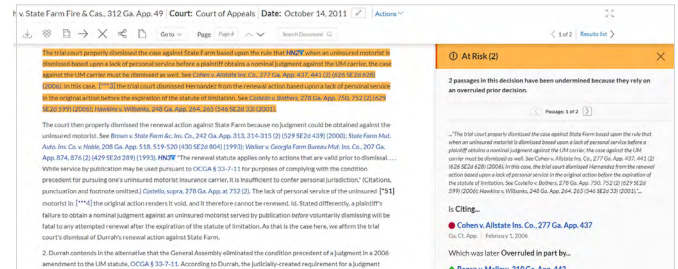 v. State Farm Fire & Cas., 312 Ga. App. 49 | Court: Court of Appeals | Date: October 14, 2011 Actions
Go to Page Page # Search Document 1 of 2 Results list
The trial court properly dismissed the case against State Farm based upon the rule that HN2 when an uninsured motorist is
dismissed based upon a lack of personal service before a plaintiff obtains a nominal judgment against the UM carrier, the case
against the UM carrier must be dismissed as well. See Cohen v. Allstate Ins. Co., 277 Ga. App. 437, 441 (2) (626 SE2d 628)
(2006). In this case, [***3] the trial court dismissed Hernandez from the renewal action based upon a lack of personal service
in the original action before the expiration of the statute of limitation. See Costello v. Bothers, 278 Ga. App. 750, 752 (2) (629
SE2d 599) (2006); Hawkins v. Wilbanks, 248 Ga. App. 264, 265 (546 SE2d 33) (2001).
The court then properly dismissed the renewal action against State Farm because no judgment could be obtained against the
uninsured motorist. See Brown v. State Farm &c. Ins. Co., 242 Ga. App. 313, 314-315 (2) (529 SE2d 439) (2000); State Farm Mut.
Auto. Ins. Co. v. Noble, 208 Ga. App. 518, 519-520 (430 SE2d 804) (1993); Walker v. Georgia Farm Bureau Mut. Ins. Co., 207 Ga.
App. 874, 876 (2) (429 SE2d 289) (1993). HN3 "The renewal statute applies only to actions that are valid prior to dismissal. . . .
While service by publication may be used pursuant to OCGA § 33-7-11 for purposes of complying with the condition
precedent for pursuing one's uninsured motorist insurance carrier, it is insufficient to confer personal jurisdiction." (Citations,
punctuation and footnote omitted.) Costello, supra, 278 Ga. App. at 752 (2). The lack of personal service of the uninsured [*51]
motorist in [***4] the original action renders it void, and it therefore cannot be renewed. Id. Stated differently, a plaintiff's
failure to obtain a nominal judgment against an uninsured motorist served by publication before voluntarily dismissing will be
fatal to any attempted renewal after the expiration of the statute of limitation. As that is the case here, we affirm the trial
court's dismissal of Durrah's renewal action against State Farm.
2. Durrah contends in the alternative that the General Assembly eliminated the condition precedent of a judgment in a 2006
amendment to the UM statute, OCGA § 33-7-11. According to Durrah, the judicially-created requirement for a judgment
At Risk (2)
2 passages in this decision have been undermined because they rely on
an overruled prior decision.
Passage: 1 of 2
..."The trial court properly dismissed the case against State Farm based upon the rule that
when an uninsured motorist is dismissed based upon a lack of personal service before a
plaintiff obtains a nominal judgment against the UM carrier, the case against the UM
carrier must be dismissed as well. See Cohen v. Allstate Ins. Co., 277 Ga. App. 437, 441 (2)
(626 SE2d 628) (2006). In this case, the trial court dismissed Hernandez from the renewal
action based upon a lack of personal service in the original action before the expiration of
the statute of limitation. See Costello v. Bothers, 278 Ga. App. 750, 752 (2) (629 SE2d
599) (2006); Hawkins v. Wilbanks, 248 Ga. App. 264, 265 (546 SE2d 33) (2001)."...
Is Citing...
Cohen v. Allstate Ins. Co., 277 Ga. App. 437
Ga. Ct. App. | February 1, 2006
Which was later Overruled in part by...